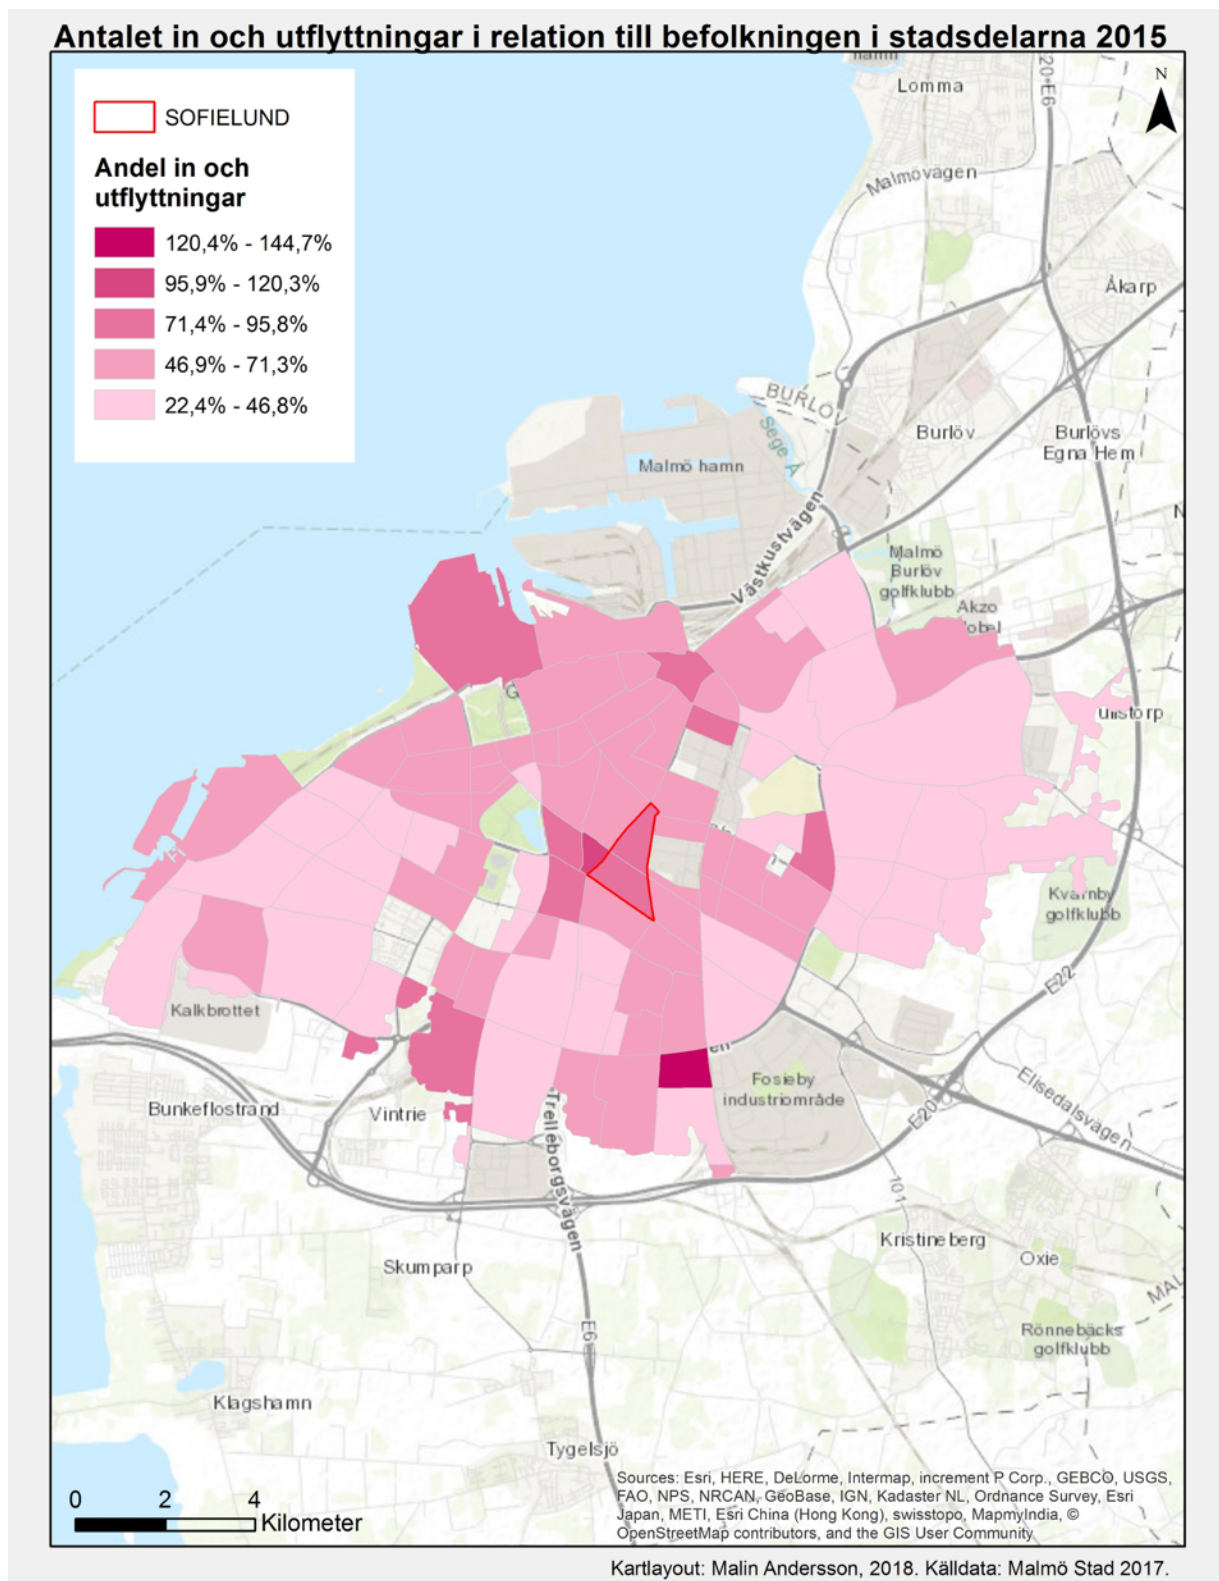 Antalet in och utflyttningar i relation till befolkningen i stadsdelarna 2015
SOFIELUND
Andel in och
utflyttningar
120,4% - 144,7%
95,9% - 120,3%
71,4% - 95,8%
46,9% - 71,3%
22,4% - 46,8%
N
Lomma
20-E6
Malmövägen
Åkarp
BURLÖV
Sege Å
Burlöv
Burlövs
Egna Hem
Malmö hamn
Västkustvägen
Malmö
Burlöv
golfklubb
Akzo
Kvarnby
golfklubb
E22
Kalkbrottet
Fosieby
industriområde
Bunkeflostrand
Vintrie
Trelleborgsvägen
E20
Elisedalsvägen
101
Kristineberg
Oxie
Skumparp
E6
Rönnebäcks
golfklubb
Klagshamn
Tygelsjö
0 2 4
Kilometer
Sources: Esri, HERE, DeLorme, Intermap, increment P Corp., GEBCO, USGS,
FAO, NPS, NRCAN, GeoBase, IGN, Kadaster NL, Ordnance Survey, Esri
Japan, METI, Esri China (Hong Kong), swisstopo, MapmyIndia, ©
OpenStreetMap contributors, and the GIS User Community
Kartlayout: Malin Andersson, 2018. Källdata: Malmö Stad 2017.